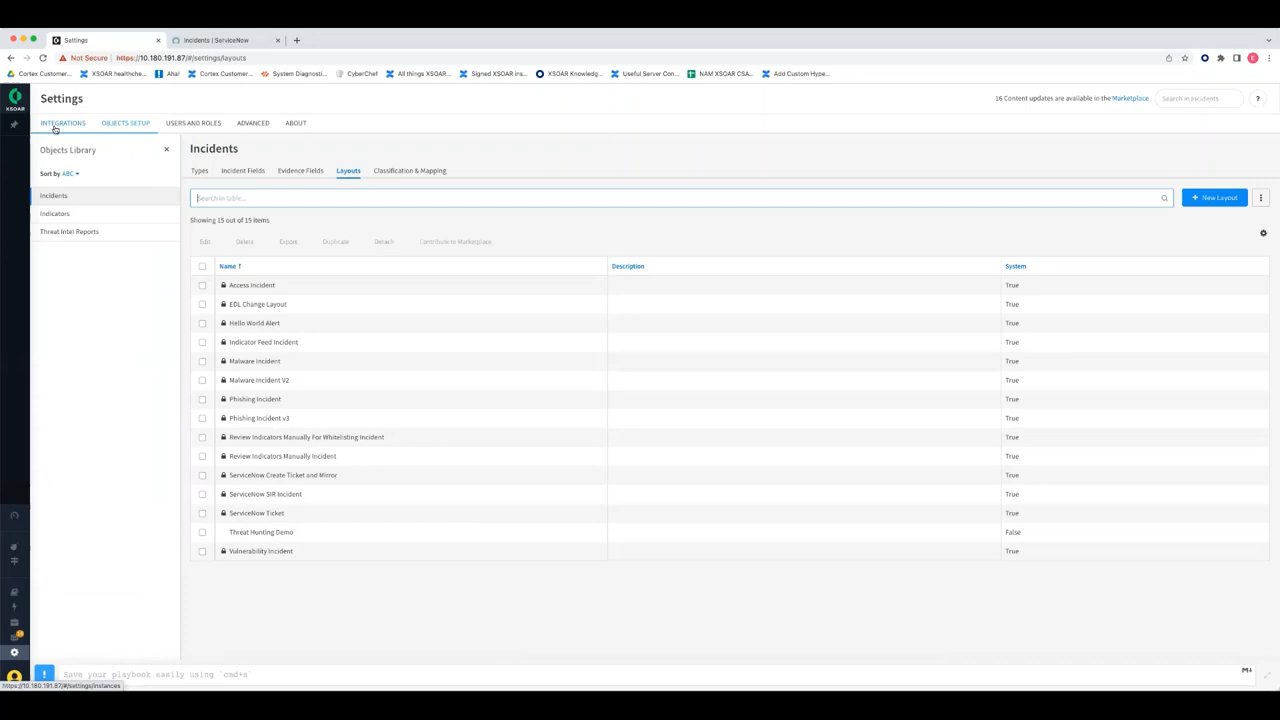 Settings
Incidents | ServiceNow
Not Secure | https://10.180.191.87/#/settings/layouts
Cortex Customer...
XSOAR healthche...
Aha!
Cortex Customer...
System Diagnosti...
CyberChef
All things XSOAR...
Signed XSOAR ins...
XSOAR Knowledg...
Useful Server Con...
NAM XSOAR CSA...
Add Custom Hype...
XSOAR
Settings
16 Content updates are available in the Marketplace
Search in Incidents
?
INTEGRATIONS
OBJECTS SETUP
USERS AND ROLES
ADVANCED
ABOUT
Objects Library
Sort by ABC
Incidents
Indicators
Threat Intel Reports
Incidents
Types
Incident Fields
Evidence Fields
Layouts
Classification & Mapping
Search in table...
+ New Layout
Showing 15 out of 15 items
Edit
Delete
Export
Duplicate
Detach
Contribute to Marketplace
Name
Description
System
Access Incident True
EDL Change Layout True
Hello World Alert True
Indicator Feed Incident True
Malware Incident True
Malware Incident V2 True
Phishing Incident True
Phishing Incident v3 True
Review Indicators Manually For Whitelisting Incident True
Review Indicators Manually Incident True
ServiceNow Create Ticket and Mirror True
ServiceNow SIR Incident True
ServiceNow Ticket True
Threat Hunting Demo False
Vulnerability Incident True
! Save your playbook easily using `cmd+s`
https://10.180.191.87/#/settings/instances